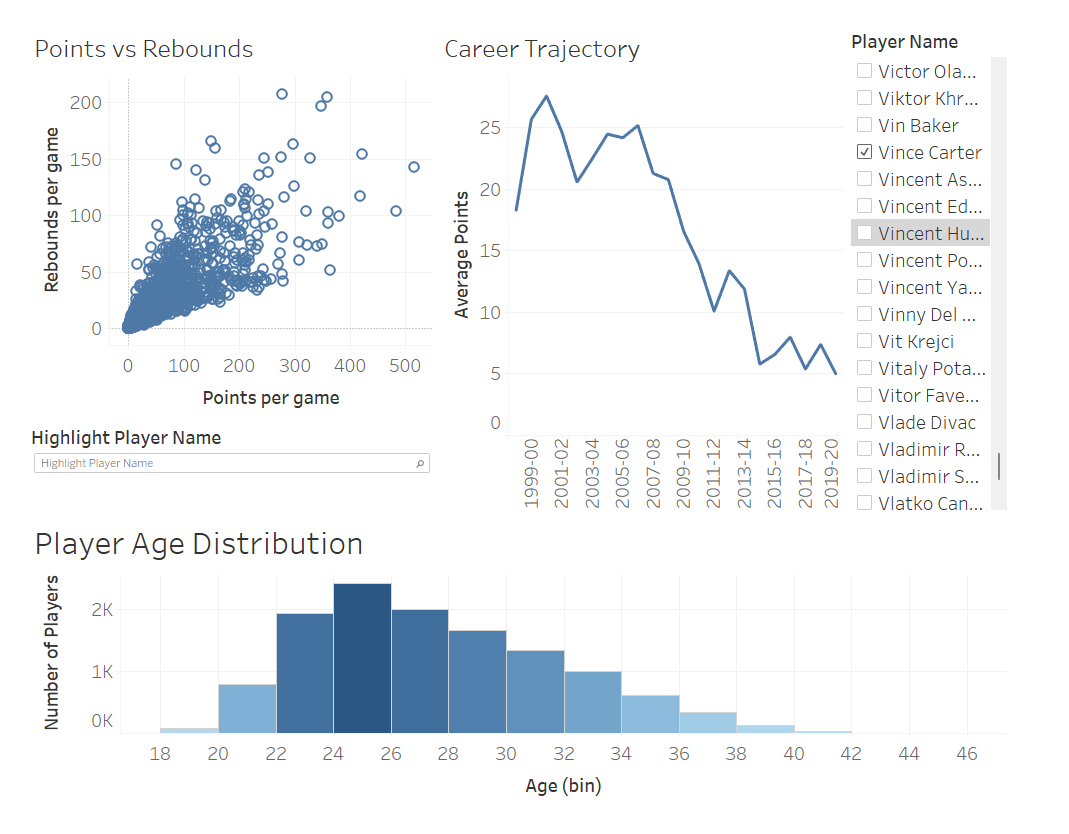 Points vs Rebounds
Rebounds per game
200
150
100
50
0
0 100 200 300 400 500
Points per game
Highlight Player Name
Highlight Player Name
Career Trajectory
Average Points
25
20
15
10
5
0
1999-00
2001-02
2003-04
2005-06
2007-08
2009-10
2011-12
2013-14
2015-16
2017-18
2019-20
Player Name
Victor Ola...
Viktor Khr...
Vin Baker
Vince Carter
Vincent As...
Vincent Ed...
Vincent Hu...
Vincent Po...
Vincent Ya...
Vinny Del ...
Vit Krejci
Vitaly Pota...
Vitor Fave...
Vlade Divac
Vladimir R...
Vladimir S...
Vlatko Can...
Player Age Distribution
Number of Players
2K
1K
0K
18 20 22 24 26 28 30 32 34 36 38 40 42 44 46
Age (bin)